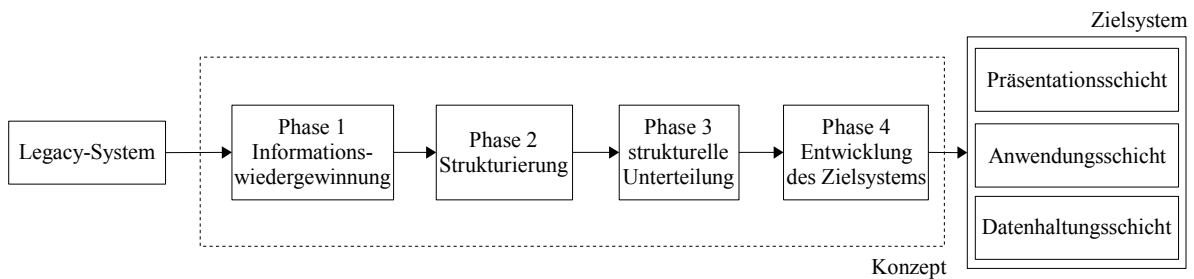 Zielsystem
Legacy-System
Phase 1
Informations-
wiedergewinnung
Phase 2
Strukturierung
Phase 3
strukturelle
Unterteilung
Phase 4
Entwicklung
des Zielsystems
Präsentationsschicht
Anwendungsschicht
Datenhaltungsschicht
Konzept